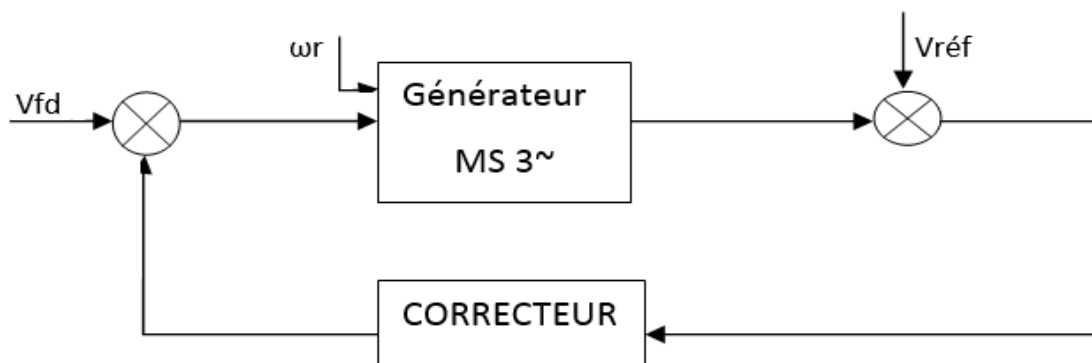 ωr
Vréf
Vfd
Générateur
MS 3~
CORRECTEUR